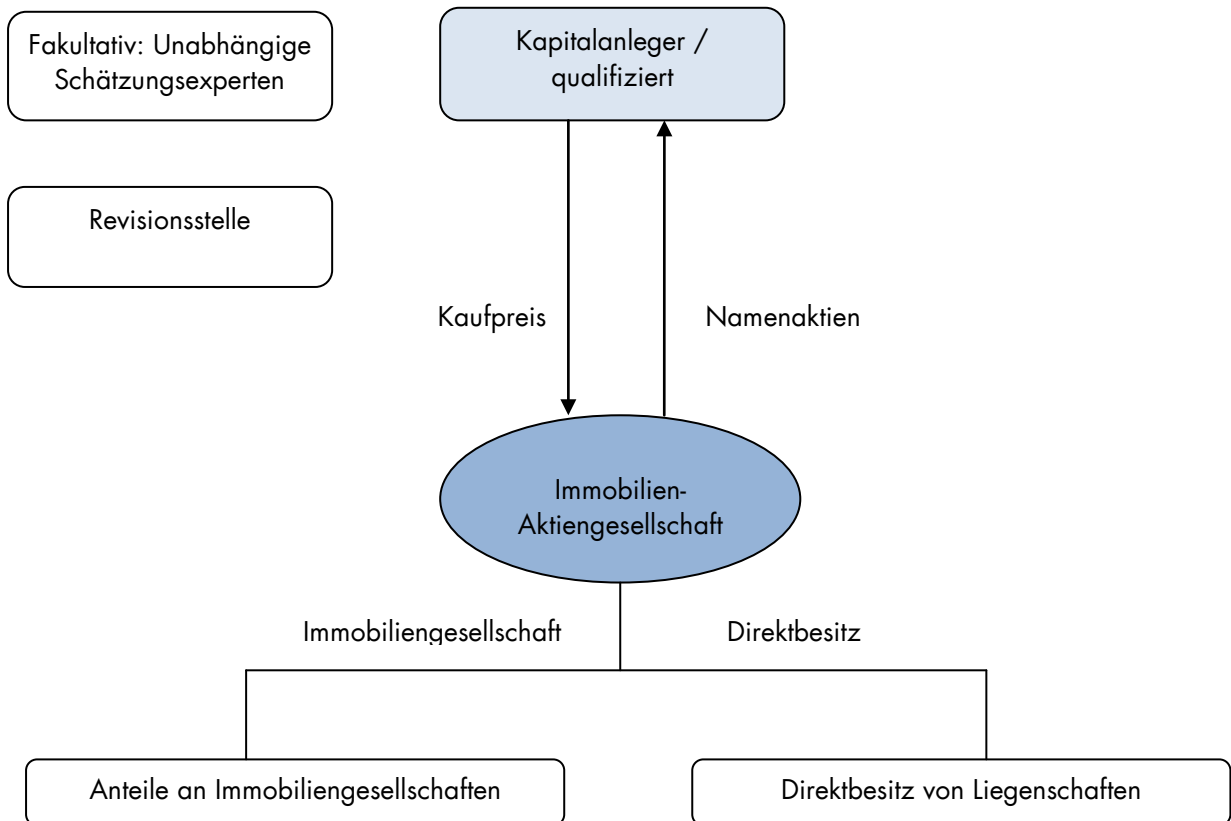 Fakultativ: Unabhängige
Schätzungsexperten
Kapitalanleger /
qualifiziert
Revisionsstelle
Kaufpreis
Namenaktien
Immobilien-
Aktiengesellschaft
Immobiliengesellschaft
Direktbesitz
Anteile an Immobiliengesellschaften
Direktbesitz von Liegenschaften